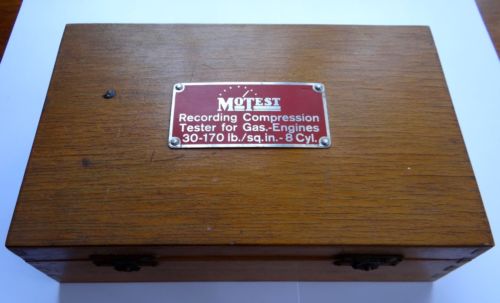 MOTEST
Recording Compression
Tester for Gas.-Engines
30-170 lb./sq.in.-8 Cyl.